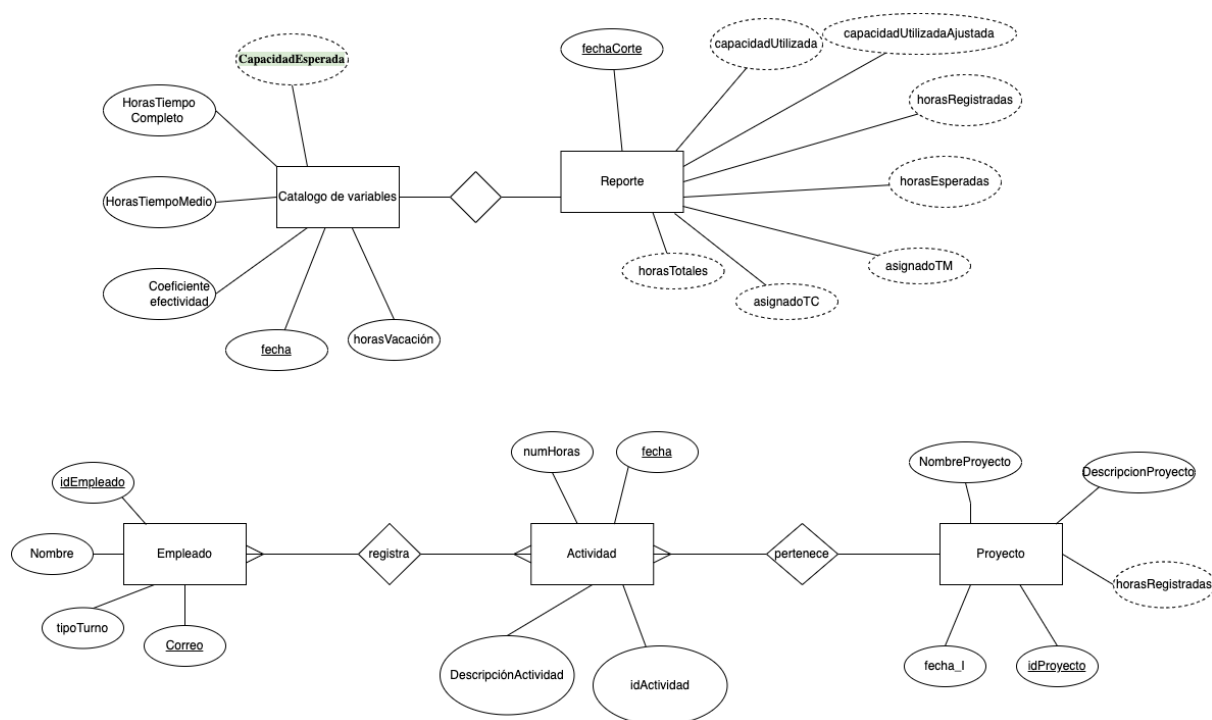 CapacidadEsperada
HorasTiempo
Completo
HorasTiempoMedio
Catalogo de variables
Coeficiente
efectividad
fecha
horasVacación
fechaCorte
capacidadUtilizada
capacidadUtilizadaAjustada
horasRegistradas
Reporte
horasEsperadas
horasTotales
asignadoTM
asignadoTC
idEmpleado
Nombre
Empleado
tipoTurno
Correo
registra
numHoras
fecha
Actividad
DescripciónActividad
idActividad
pertenece
NombreProyecto
DescripcionProyecto
Proyecto
horasRegistradas
fecha_I
idProyecto